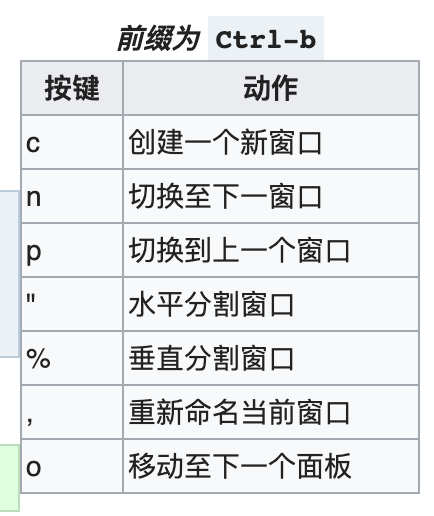 前缀为 Ctrl-b
按键 动作
c 创建一个新窗口
n 切换至下一窗口
p 切换到上一个窗口
" 水平分割窗口
% 垂直分割窗口
, 重新命名当前窗口
o 移动至下一个面板